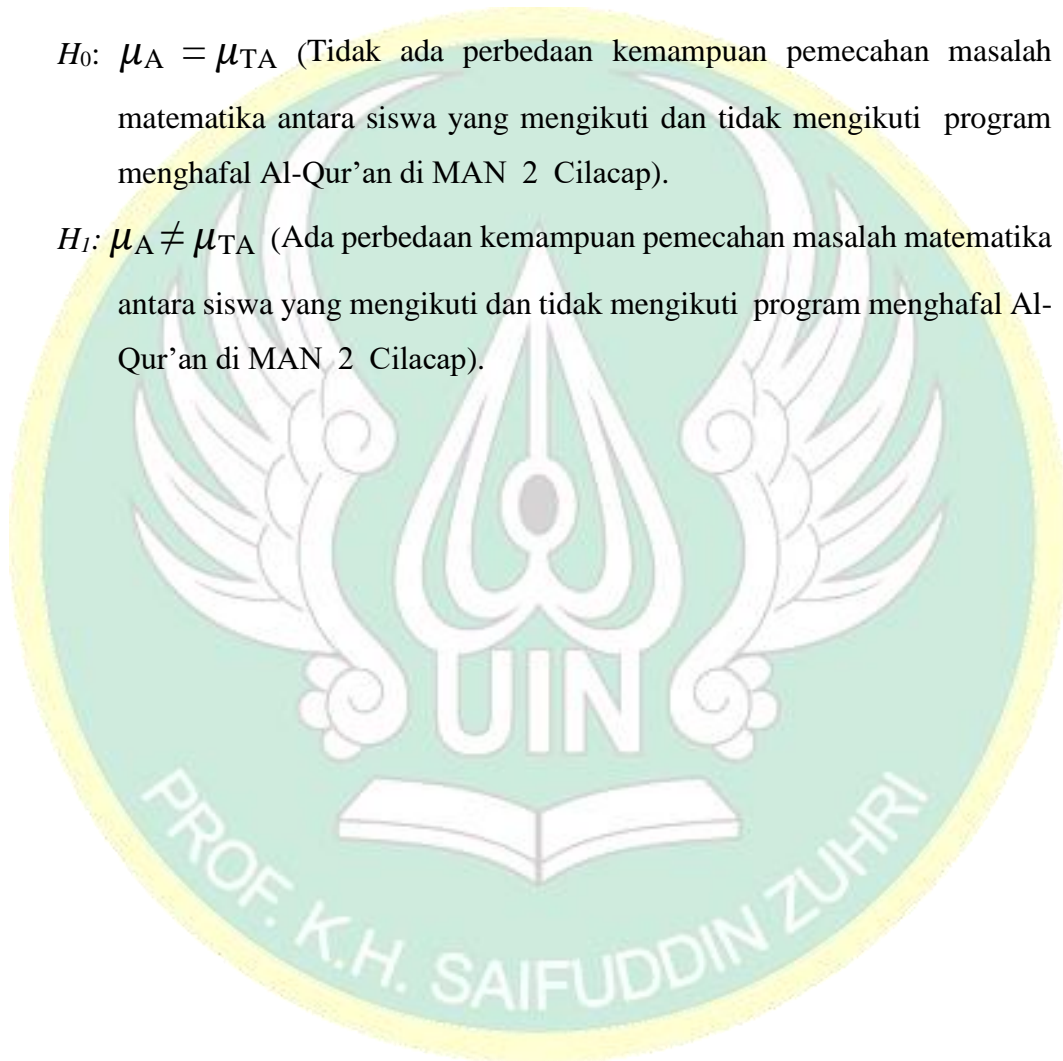 H0: μA = μTA (Tidak ada perbedaan kemampuan pemecahan masalah
matematika antara siswa yang mengikuti dan tidak mengikuti program
menghafal Al-Qur’an di MAN 2 Cilacap).
H1: μA ≠ μTA (Ada perbedaan kemampuan pemecahan masalah matematika
antara siswa yang mengikuti dan tidak mengikuti program menghafal Al-
Qur’an di MAN 2 Cilacap).
UIN
PROF. K.H. SAIFUDDIN ZUHRI